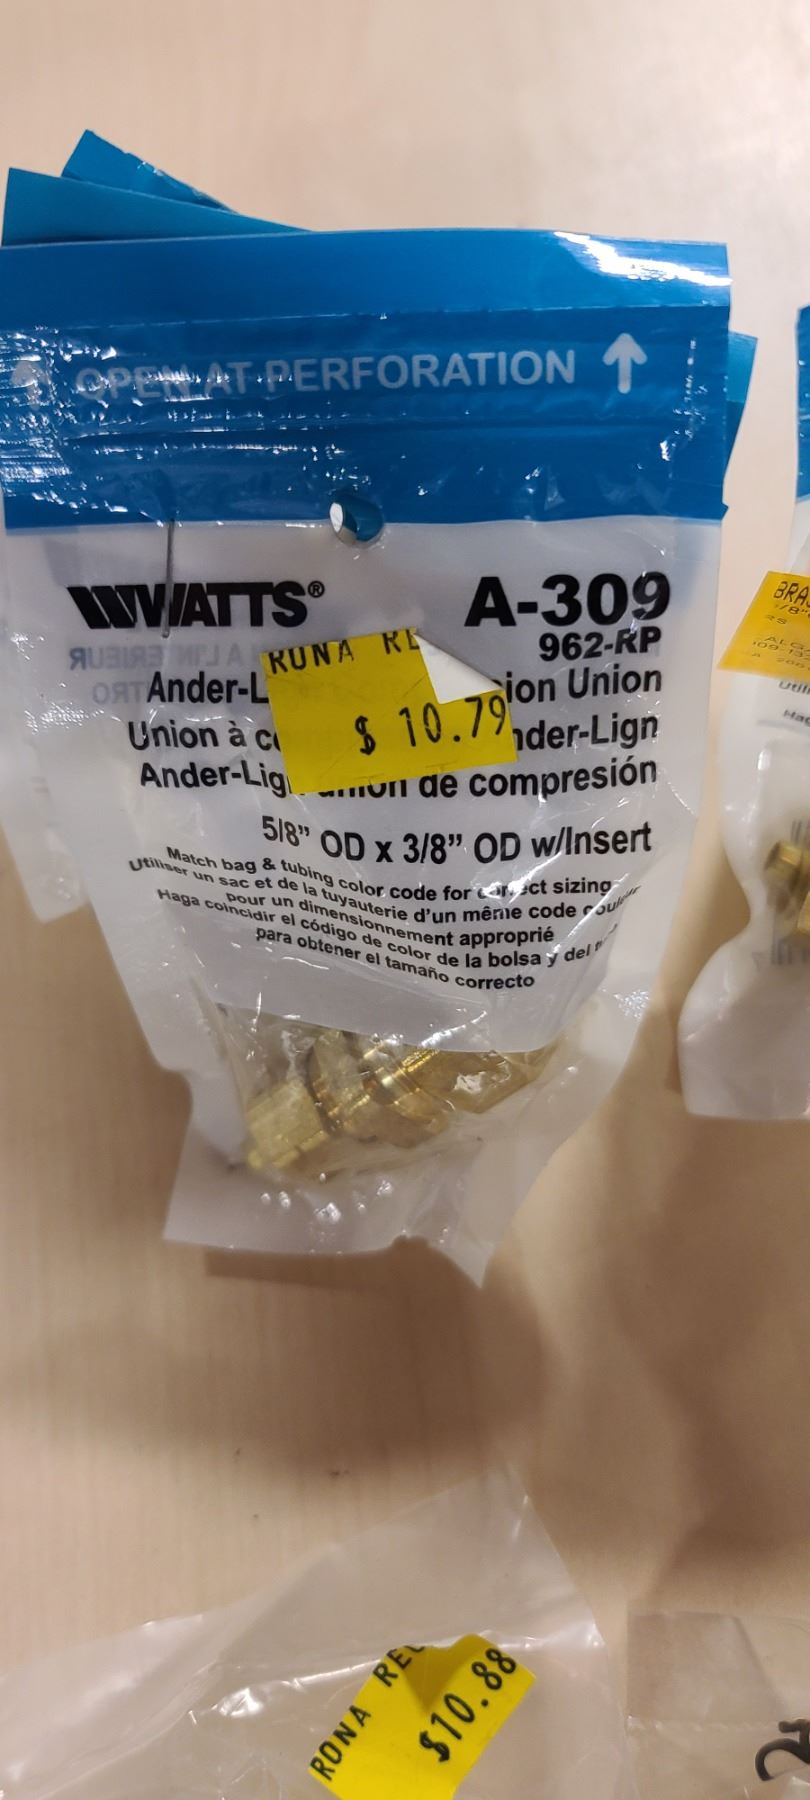 OPEN AT PERFORATION
WATTS® A-309
962-RP
RONA
$ 10.79
Ander-L ion Union
Union à nder-Lign
Ander-Lig union de compresión
5/8” OD x 3/8” OD w/Insert
Match bag & tubing color code for correct sizing
Utiliser un sac et de la tuyauterie d'un même code couleur
pour un dimensionnement approprié
Haga coincidir el código de color de la bolsa y del
para obtener el tamaño correcto
BRA
RONA REG
$10.88